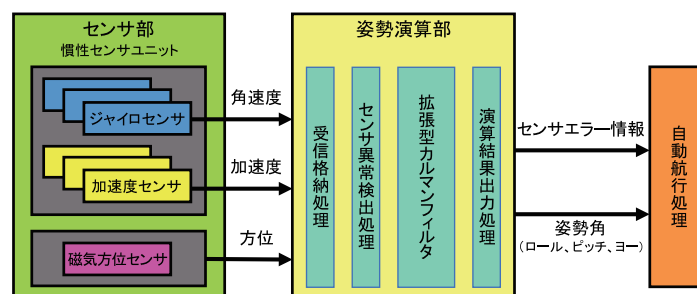 センサ部
慣性センサユニット
ジャイロセンサ
加速度センサ
磁気方位センサ
角速度
加速度
方位
姿勢演算部
受信格納処理
センサ異常検出処理
拡張型カルマンフィルタ
演算結果出力処理
センサエラー情報
姿勢角
（ロール、ピッチ、ヨー）
自動航行処理